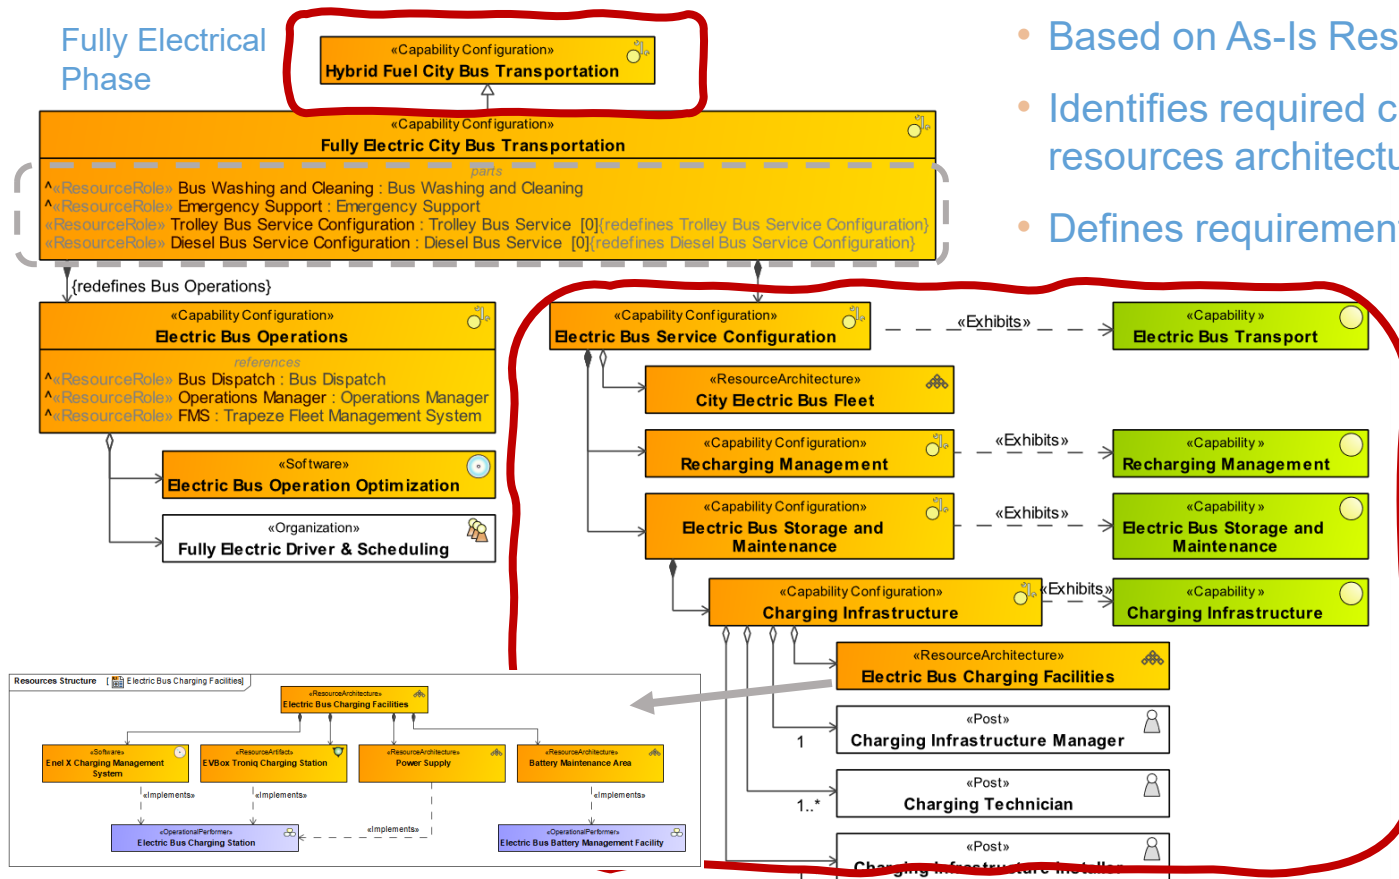 Fully Electrical
Phase
«Capability Configuration»
Hybrid Fuel City Bus Transportation
• Based on As-Is Res
• Identifies required c
resources architectu
• Defines requirement
«Capability Configuration»
Fully Electric City Bus Transportation
parts
^«ResourceRole» Bus Washing and Cleaning : Bus Washing and Cleaning
^«ResourceRole» Emergency Support : Emergency Support
«ResourceRole» Trolley Bus Service Configuration : Trolley Bus Service [0]{redefines Trolley Bus Service Configuration}
«ResourceRole» Diesel Bus Service Configuration : Diesel Bus Service [0]{redefines Diesel Bus Service Configuration}
{redefines Bus Operations}
«Capability Configuration»
Electric Bus Operations
references
^«ResourceRole» Bus Dispatch : Bus Dispatch
^«ResourceRole» Operations Manager : Operations Manager
^«ResourceRole» FMS : Trapeze Fleet Management System
«Software»
Electric Bus Operation Optimization
«Organization»
Fully Electric Driver & Scheduling
«Capability Configuration»
Electric Bus Service Configuration
«Exhibits»
«Capability»
Electric Bus Transport
«ResourceArchitecture»
City Electric Bus Fleet
«Capability Configuration»
Recharging Management
«Exhibits»
«Capability»
Recharging Management
«Capability Configuration»
Electric Bus Storage and
Maintenance
«Exhibits»
«Capability»
Electric Bus Storage and
Maintenance
«Capability Configuration»
Charging Infrastructure
«Exhibits»
«Capability»
Charging Infrastructure
«ResourceArchitecture»
Electric Bus Charging Facilities
«Post»
Charging Infrastructure Manager
1
«Post»
Charging Technician
1..*
«Post»
Charging Infrastructure Installer
Resources Structure [ Electric Bus Charging Facilities]
«ResourceArchitecture»
Electric Bus Charging Facilities
«Software»
Enel X Charging Management
System
«ResourceArtifact»
EVBox Troniq Charging Station
«ResourceArchitecture»
Power Supply
«ResourceArchitecture»
Battery Maintenance Area
«Implements»
«Implements»
«Implements»
«Implements»
«OperationalPerformer»
Electric Bus Charging Station
«OperationalPerformer»
Electric Bus Battery Management Facility